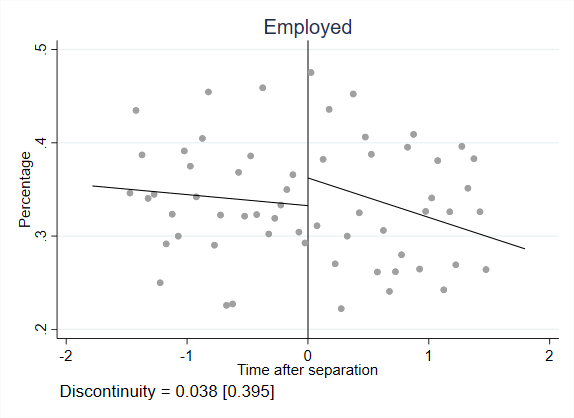 Employed
.5
.4
.3
.2
Percentage
-2 -1 0 1 2
Time after separation
Discontinuity = 0.038 [0.395]